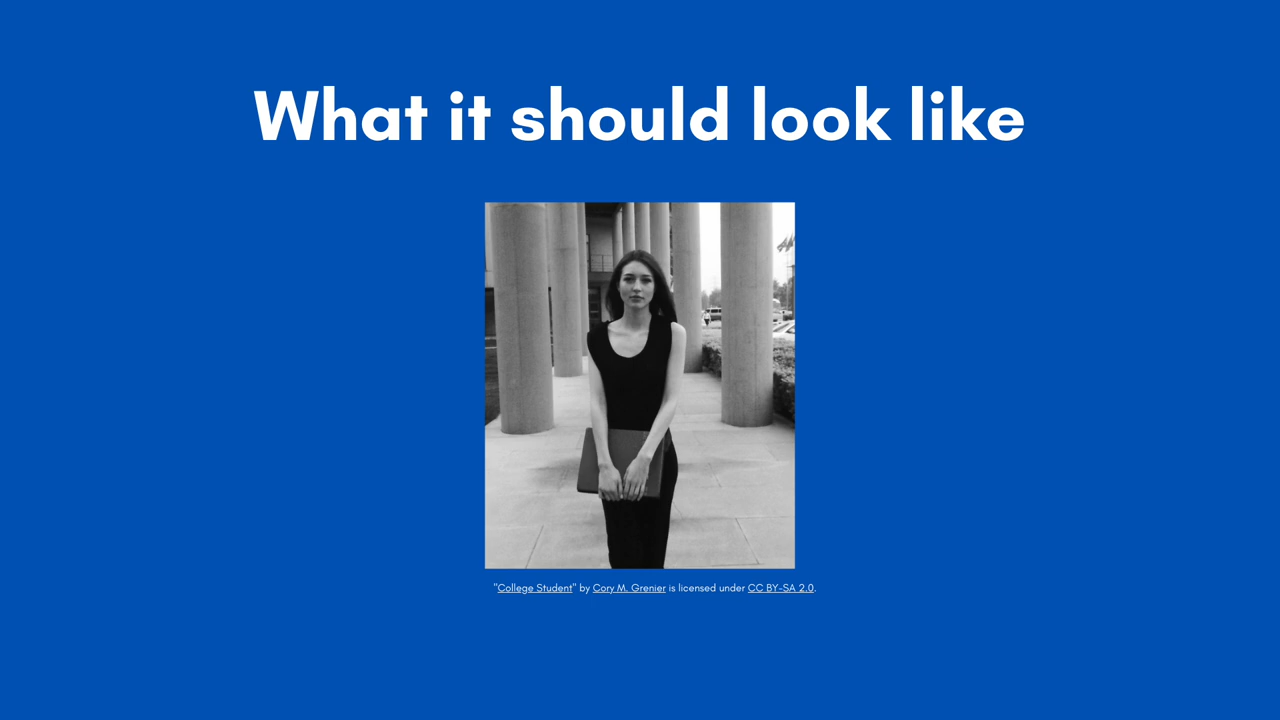 What it should look like
"College Student" by Cory M. Grenier is licensed under CC BY-SA 2.0.